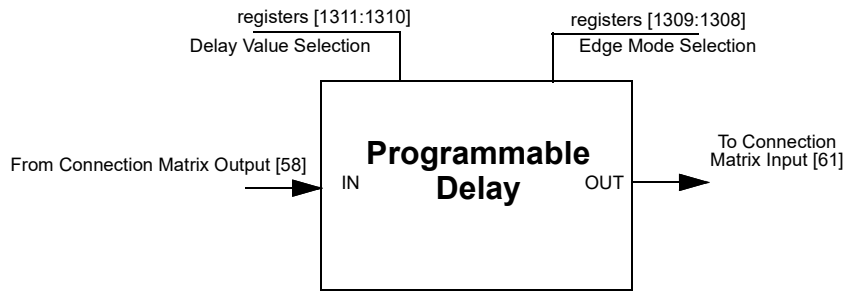 registers [1311:1310]
Delay Value Selection
registers [1309:1308]
Edge Mode Selection
From Connection Matrix Output [58]
IN
Programmable
Delay
OUT
To Connection
Matrix Input [61]